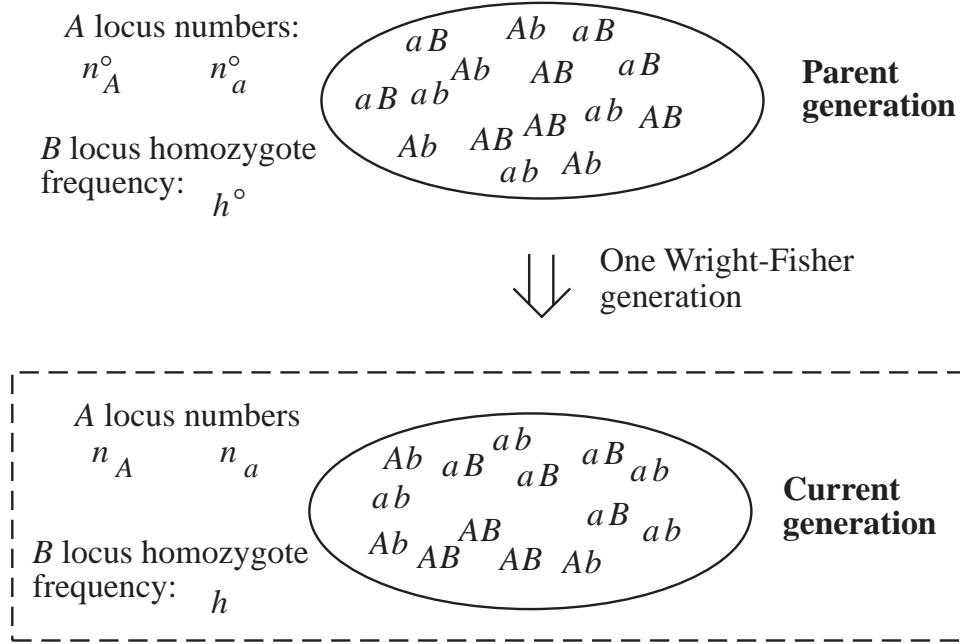 A locus numbers:
n°A n°a
B locus homozygote
frequency: h°
aB Ab aB
Ab AB aB
aB ab
AB ab AB
Ab AB
ab Ab
Parent
generation
One Wright-Fisher
generation
A locus numbers
nA na
B locus homozygote
frequency: h
Ab aB ab aB aB ab
ab
aB ab
Ab AB AB AB Ab
Current
generation